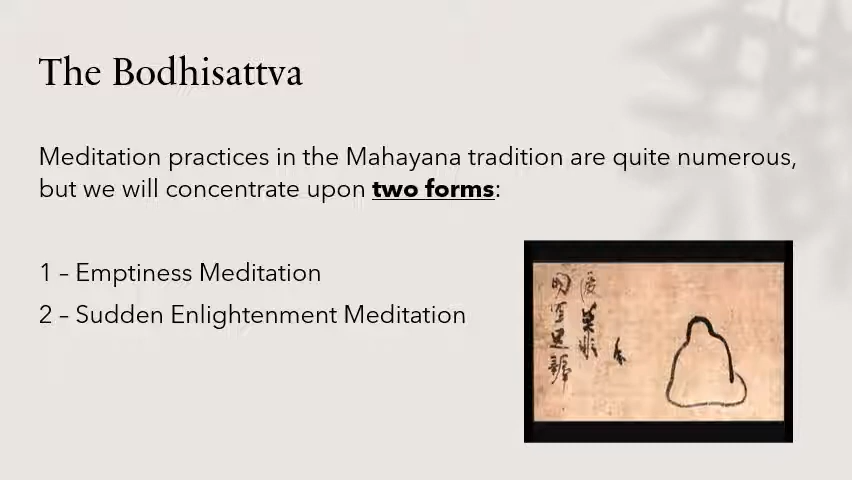 The Bodhisattva
Meditation practices in the Mahayana tradition are quite numerous,
but we will concentrate upon two forms:
1 – Emptiness Meditation
2 – Sudden Enlightenment Meditation